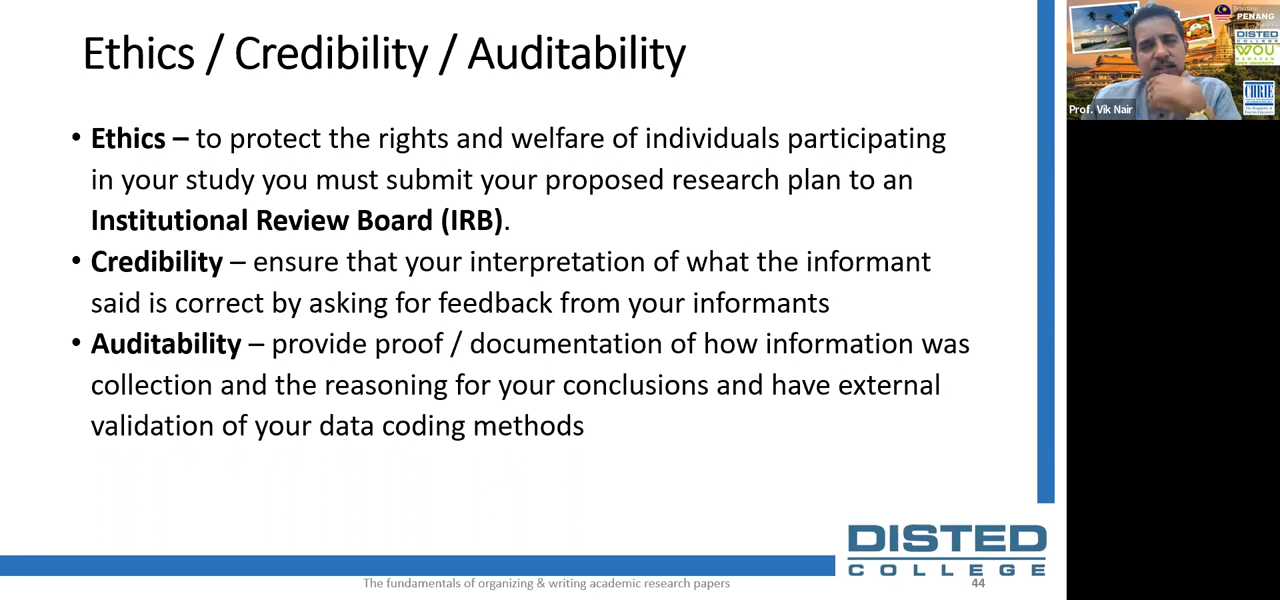 Ethics / Credibility / Auditability
• Ethics – to protect the rights and welfare of individuals participating
in your study you must submit your proposed research plan to an
Institutional Review Board (IRB).
• Credibility – ensure that your interpretation of what the informant
said is correct by asking for feedback from your informants
• Auditability – provide proof / documentation of how information was
collection and the reasoning for your conclusions and have external
validation of your data coding methods
DISTED
COLLEGE
The fundamentals of organizing & writing academic research papers
44
PENANG
DISTED
COLLEGE
WOU
CHRIE
Prof. Vik Nair